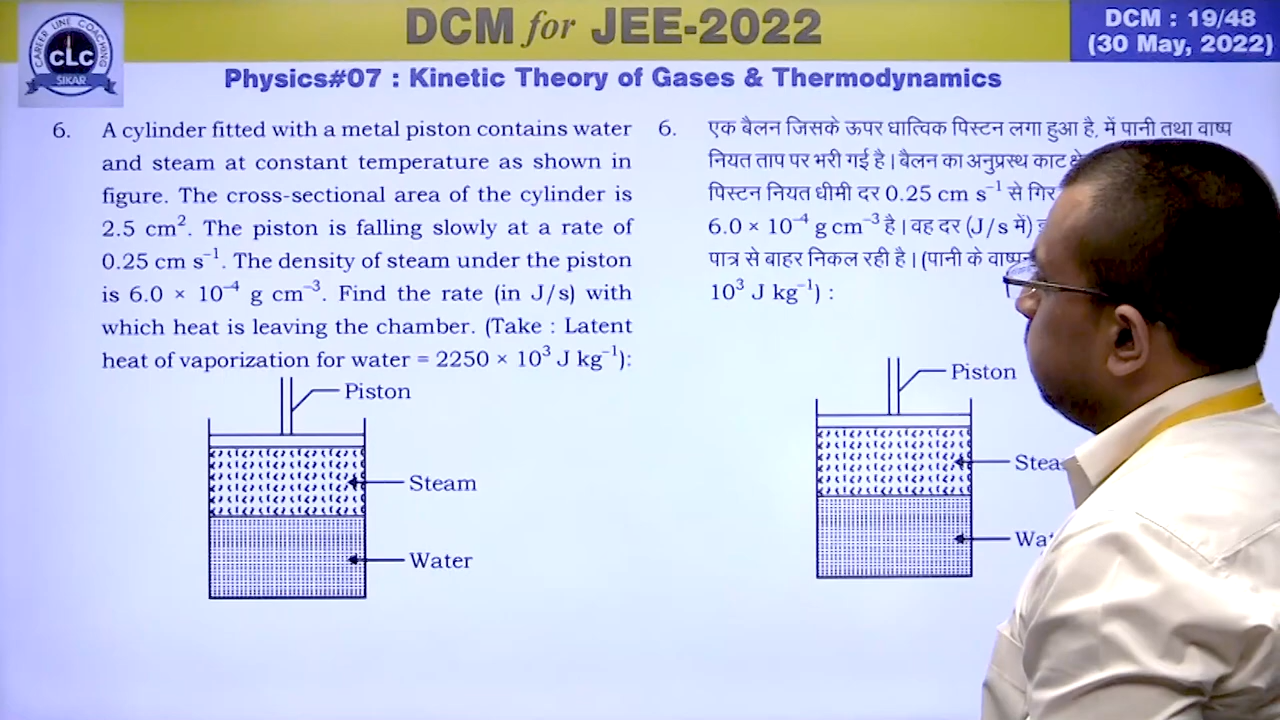 DCM for JEE-2022
DCM : 19/48
(30 May, 2022)
CAREER LINE COACHING
CLC
SIKAR
Physics#07 : Kinetic Theory of Gases & Thermodynamics
6. A cylinder fitted with a metal piston contains water
and steam at constant temperature as shown in
figure. The cross-sectional area of the cylinder is
2.5 cm². The piston is falling slowly at a rate of
0.25 cm s⁻¹. The density of steam under the piston
is 6.0 × 10⁻⁴ g cm⁻³. Find the rate (in J/s) with
which heat is leaving the chamber. (Take : Latent
heat of vaporization for water = 2250 × 10³ J kg⁻¹):
Piston
Steam
Water
6. एक बैलन जिसके ऊपर धात्विक पिस्टन लगा हुआ है, में पानी तथा वाष्प
नियत ताप पर भरी गई है। बैलन का अनुप्रस्थ काट
पिस्टन नियत धीमी दर 0.25 cm s⁻¹ से
6.0 × 10⁻⁴ g cm⁻³ है। वह दर (J/s में)
पात्र से बाहर निकल रही है। (पानी के
10³ J kg⁻¹) :
Piston